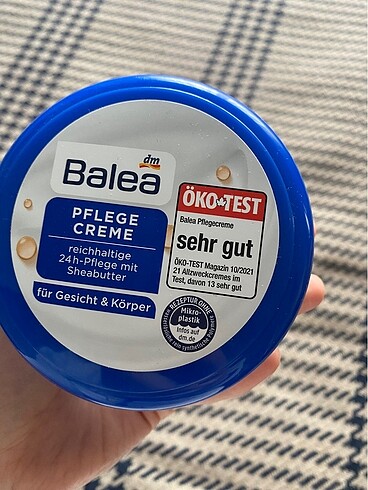 dm
Balea
PFLEGE
CREME
reichhaltige
24h-Pflege mit
Sheabutter
für Gesicht & Körper
ÖKO TEST
Balea Pflegecreme
sehr gut
ÖKO-TEST Magazin 10/2021
21 Allzweckcremes im
Test, davon 13 sehr gut
REZEPTUR OHNE
Mikro-
plastik
Infos auf
dm.de